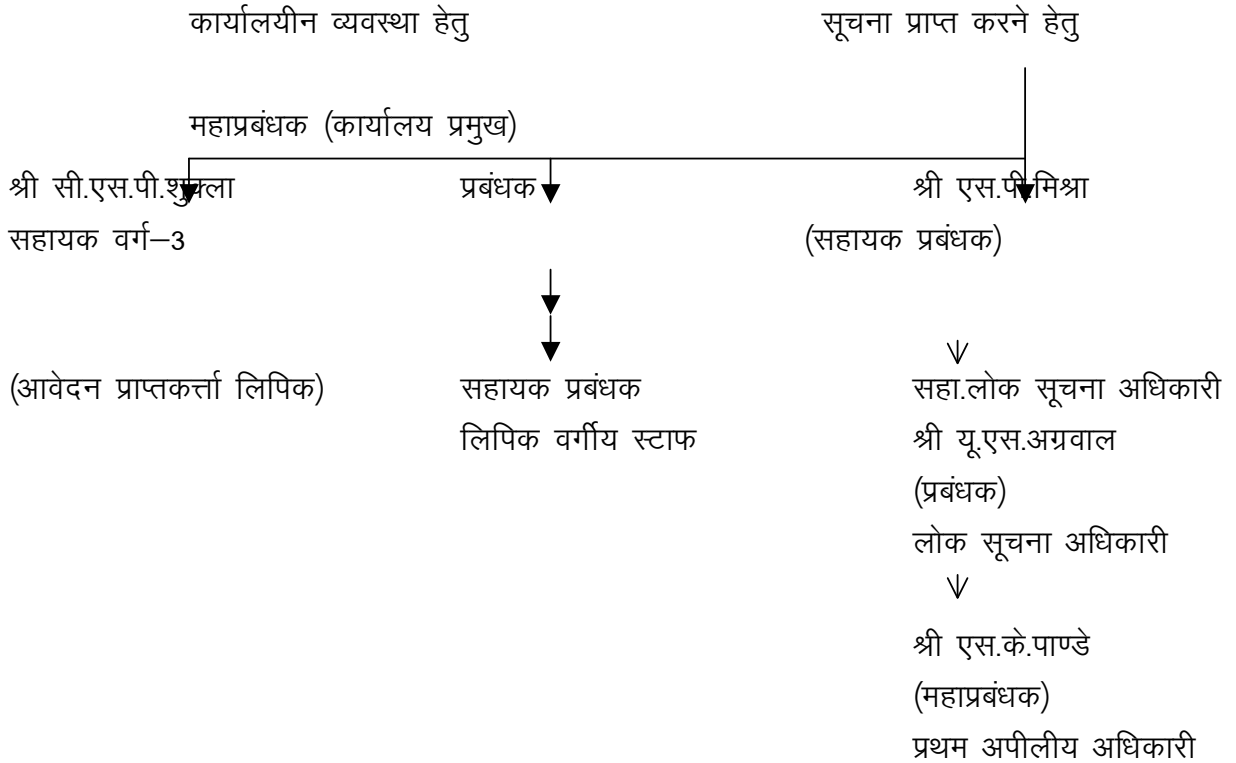 कार्यालयीन व्यवस्था हेतु सूचना प्राप्त करने हेतु
महाप्रबंधक (कार्यालय प्रमुख)
श्री सी.एस.पी.शुक्ला प्रबंधक श्री एस.पी.मिश्रा
सहायक वर्ग–3 (सहायक प्रबंधक)
(आवेदन प्राप्तकर्त्ता लिपिक) सहायक प्रबंधक सहा.लोक सूचना अधिकारी
लिपिक वर्गीय स्टाफ श्री यू.एस.अग्रवाल
(प्रबंधक)
लोक सूचना अधिकारी
श्री एस.के.पाण्डे
(महाप्रबंधक)
प्रथम अपीलीय अधिकारी